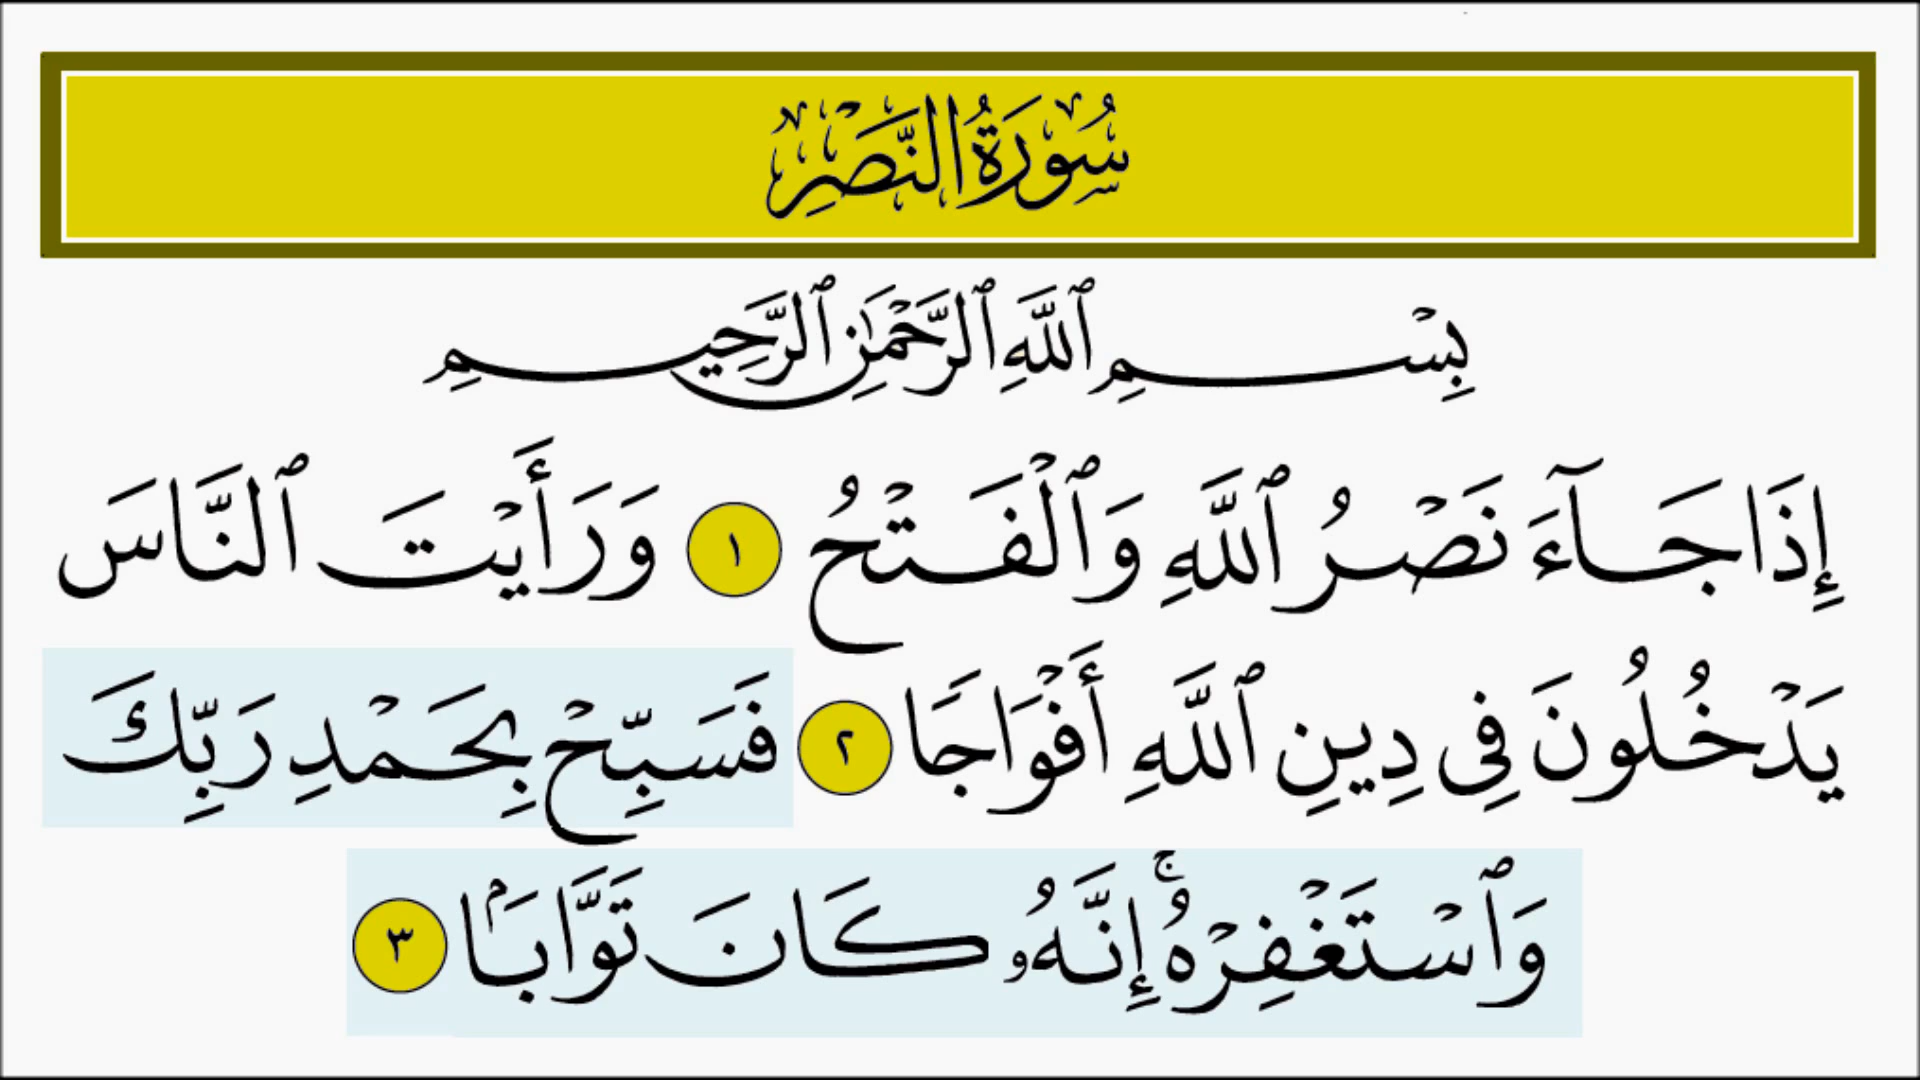 سُورَةُ النَّصْرِ
بِسْمِ ٱللَّهِ ٱلرَّحْمَٰنِ ٱلرَّحِيمِ
إِذَا جَآءَ نَصْرُ ٱللَّهِ وَٱلْفَتْحُ ١ وَرَأَيْتَ ٱلنَّاسَ
يَدْخُلُونَ فِى دِينِ ٱللَّهِ أَفْوَاجًا ٢ فَسَبِّحْ بِحَمْدِ رَبِّكَ
وَٱسْتَغْفِرْهُ ۚ إِنَّهُۥ كَانَ تَوَّابَۢا ٣